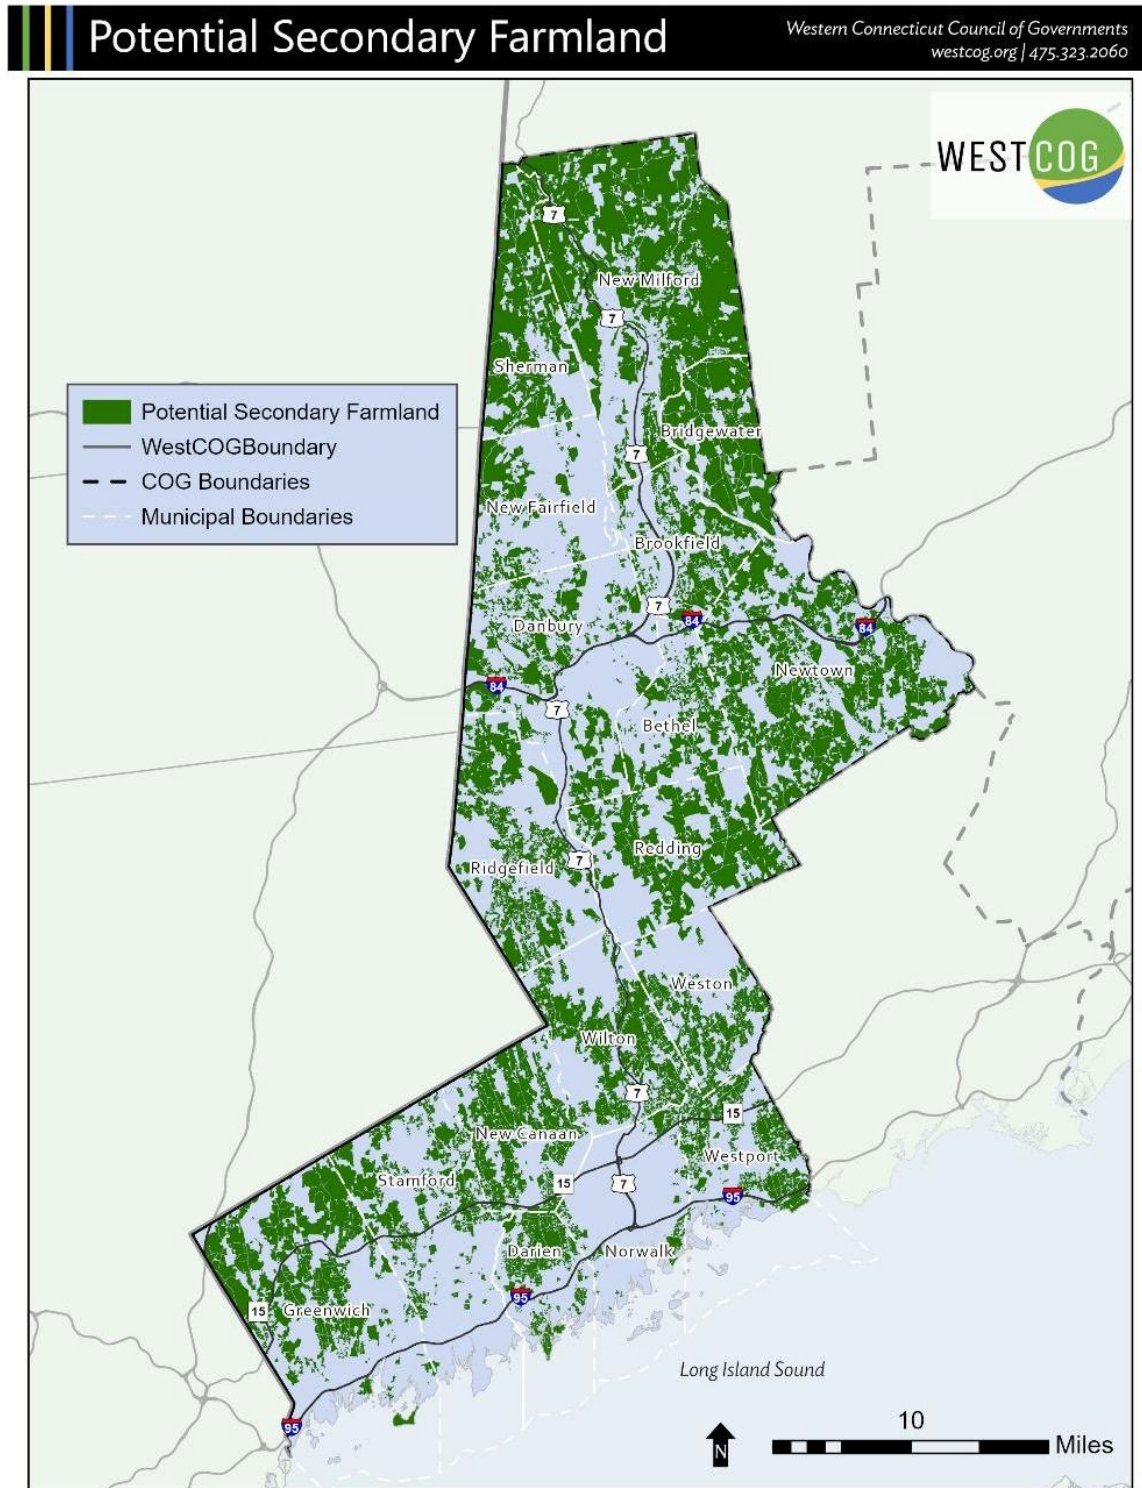 Potential Secondary Farmland
Western Connecticut Council of Governments
westcog.org | 475.323.2060
WESTCOG
7
New Milford
7
Sherman
Potential Secondary Farmland
WestCOGBoundary
COG Boundaries
Municipal Boundaries
Bridgewater
7
New Fairfield
Brookfield
7
84
Danbury
84
Newtown
84
7
Bethel
Redding
7
Ridgefield
Weston
Wilton
7
15
New Canaan
Westport
Stamford
15
7
95
Darien
Norwalk
95
15
Greenwich
Long Island Sound
95
10
N
Miles